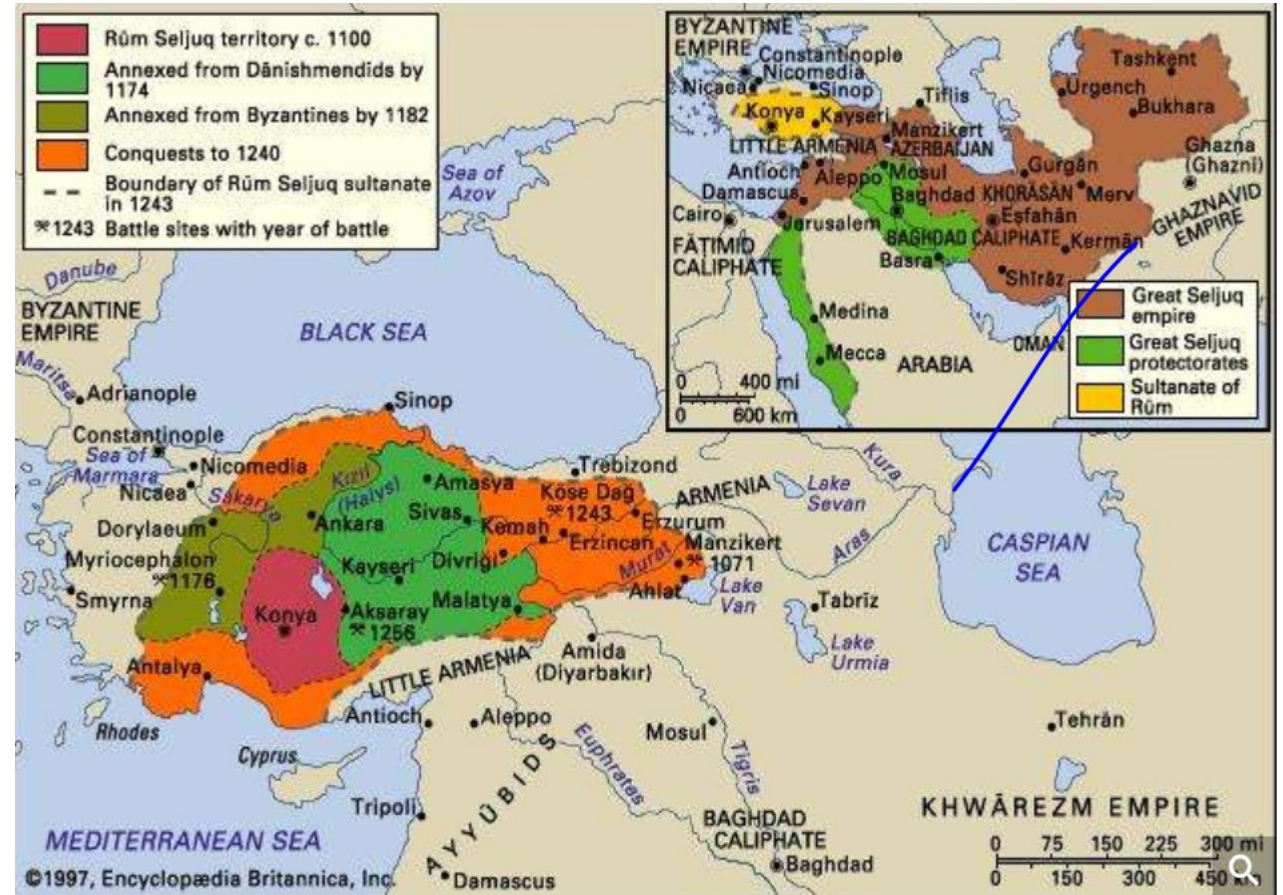 Rūm Seljuq territory c. 1100
Annexed from Dānishmendids by
1174
Annexed from Byzantines by 1182
Conquests to 1240
Boundary of Rūm Seljuq sultanate
in 1243
1243 Battle sites with year of battle
BYZANTINE
EMPIRE
Constantinople
Nicomedia
Nicaea
Sinop
Tiflis
Tashkent
Urgench
Bukhara
Konya
Kayseri
Manzikert
LITTLE ARMENIA
AZERBAIJAN
Gurgān
Ghazna
(Ghaznī)
Antioch
Aleppo
Mosul
Damascus
Baghdad
KHORĀSĀN
Merv
Cairo
Jerusalem
Eşfahān
GHAZNAVID
EMPIRE
FĀṬIMID
CALIPHATE
BAGHDAD CALIPHATE
Kermān
Basra
Shīrāz
Medina
OMAN
Mecca
ARABIA
0 400 mi
0 600 km
Great Seljuq
empire
Great Seljuq
protectorates
Sultanate of
Rūm
Sea of
Azov
Danube
BYZANTINE
EMPIRE
BLACK SEA
Maritsa
Adrianople
Sinop
Constantinople
Sea of
Marmara
Nicomedia
Nicaea
Sakarya
Kizil
(Halys)
Amasya
Trebizond
Kura
ARMENIA
Lake
Sevan
Köse Dağ
1243
Dorylaeum
Ankara
Sivas
Kemah
Erzurum
Erzincan
Aras
CASPIAN
SEA
Myriocephalon
1176
Kayseri
Divriği
Murat
Manzikert
1071
Smyrna
Konya
Aksaray
1256
Malatya
Ahlat
Lake
Van
Tabrīz
Lake
Urmia
Antalya
LITTLE ARMENIA
Amida
(Diyarbakır)
Rhodes
Antioch
Aleppo
Mosul
Tehrān
Cyprus
Euphrates
Tigris
Tripoli
AYYŪBIDS
KHWĀREZM EMPIRE
MEDITERRANEAN SEA
BAGHDAD
CALIPHATE
0 75 150 225 300 mi
0 150 300 450 km
©1997, Encyclopædia Britannica, Inc.
Damascus
Baghdad